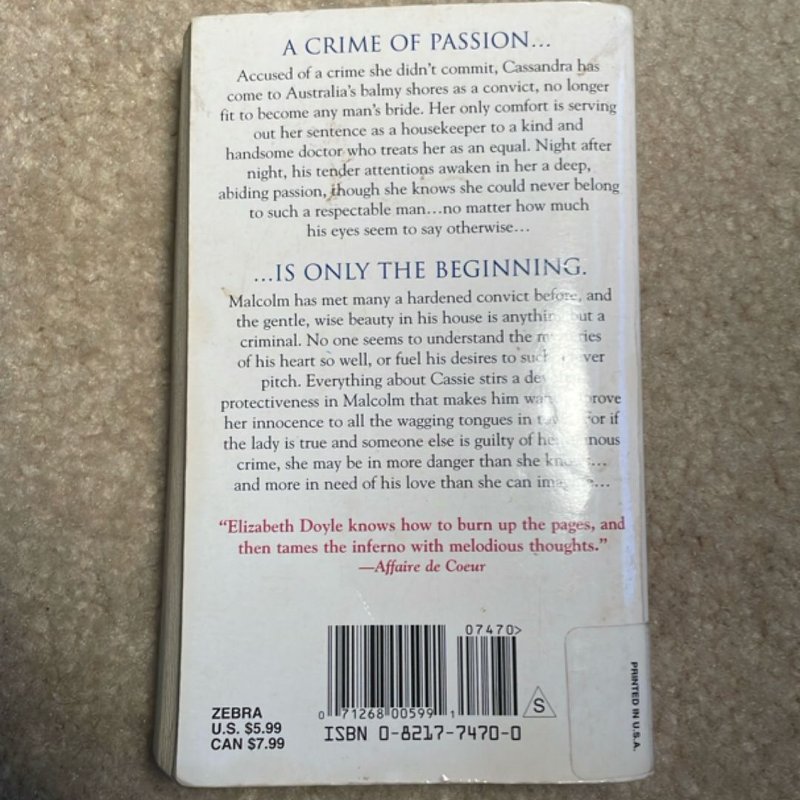 A CRIME OF PASSION...
Accused of a crime she didn't commit, Cassandra has
come to Australia's balmy shores as a convict, no longer
fit to become any man's bride. Her only comfort is serving
out her sentence as a housekeeper to a kind and
handsome doctor who treats her as an equal. Night after
night, his tender attentions awaken in her a deep,
abiding passion, though she knows she could never belong
to such a respectable man...no matter how much
his eyes seem to say otherwise...
...IS ONLY THE BEGINNING.
Malcolm has met many a hardened convict before, and
the gentle, wise beauty in his house is anything but a
criminal. No one seems to understand the
of his heart so well, or fuel his desires to such
pitch. Everything about Cassie stirs a
protectiveness in Malcolm that makes him prove
her innocence to all the wagging tongues in For if
the lady is true and someone else is guilty of
crime, she may be in more danger than she
and more in need of his love than she can
"Elizabeth Doyle knows how to burn up the pages, and
then tames the inferno with melodious thoughts."
—Affaire de Coeur
07470>
ZEBRA
U.S. $5.99
CAN $7.99
0 71268 00599 1
S
ISBN 0-8217-7470-0
PRINTED IN U.S.A.